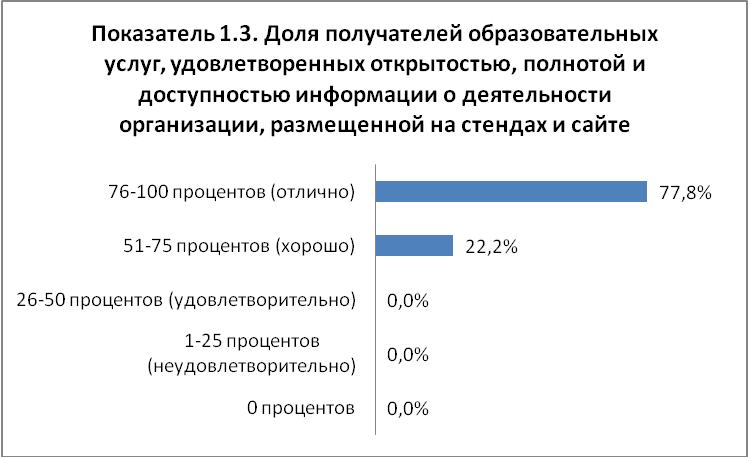 Показатель 1.3. Доля получателей образовательных
услуг, удовлетворенных открытостью, полнотой и
доступностью информации о деятельности
организации, размещенной на стендах и сайте
76-100 процентов (отлично) 77,8%
51-75 процентов (хорошо) 22,2%
26-50 процентов (удовлетворительно) 0,0%
1-25 процентов
(неудовлетворительно) 0,0%
0 процентов 0,0%